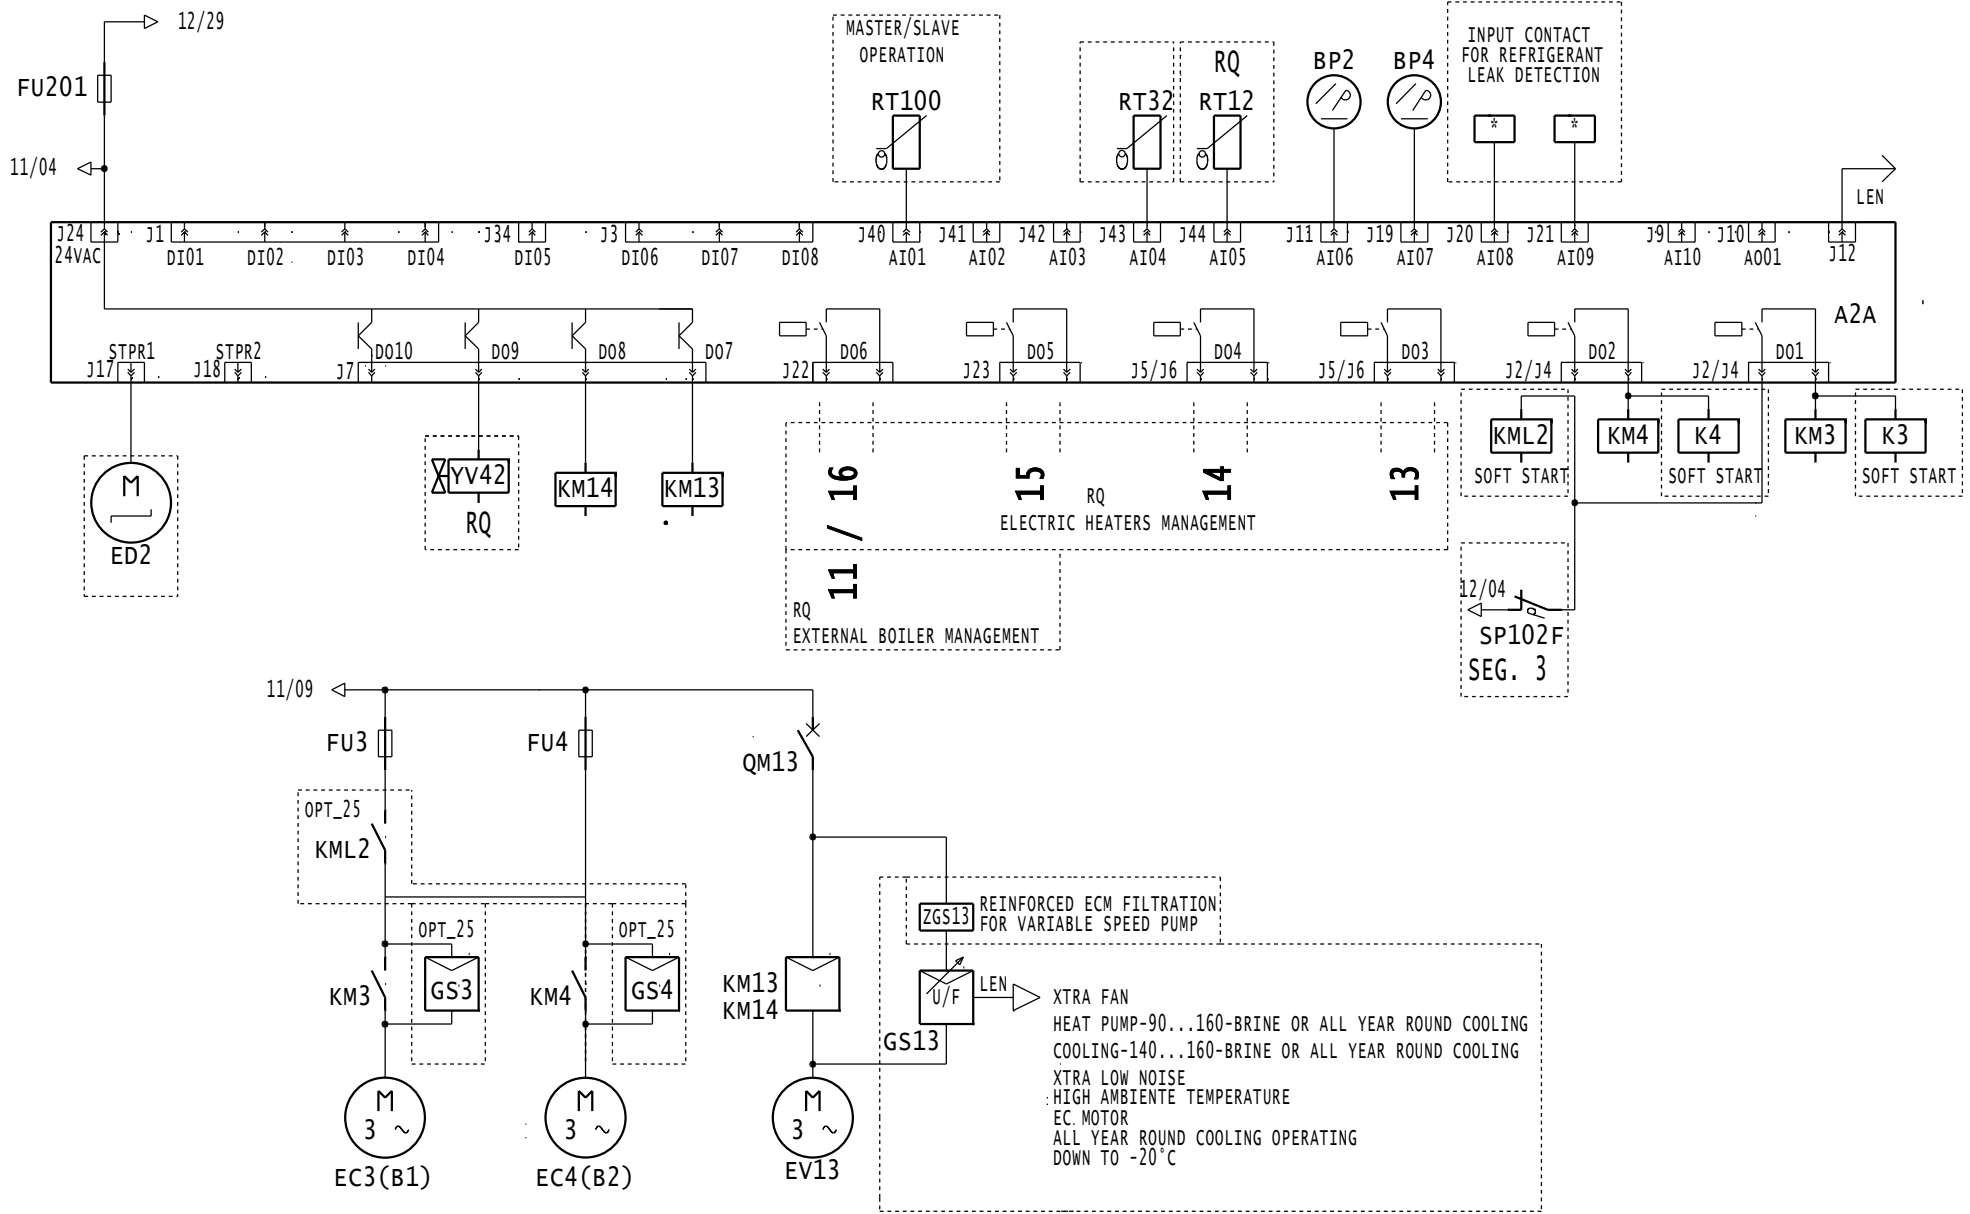 12/29
FU201
11/04
MASTER/SLAVE
OPERATION
RT100
RT32
RQ
RT12
BP2
BP4
INPUT CONTACT
FOR REFRIGERANT
LEAK DETECTION
* *
LEN
J24 J1 J34 J3 J40 J41 J42 J43 J44 J11 J19 J20 J21 J9 J10 J12
24VAC DI01 DI02 DI03 DI04 DI05 DI06 DI07 DI08 AI01 AI02 AI03 AI04 AI05 AI06 AI07 AI08 AI09 AI10 AO01
A2A
STPR1 STPR2 DO10 DO9 DO8 DO7 DO6 DO5 DO4 DO3 DO2 DO1
J17 J18 J7 J22 J23 J5/J6 J5/J6 J2/J4 J2/J4
M
ED2
YV42
RQ
KM14
KM13
11 / 16
15
14
13
RQ
ELECTRIC HEATERS MANAGEMENT
RQ
EXTERNAL BOILER MANAGEMENT
KML2 KM4 K4 KM3 K3
SOFT START SOFT START SOFT START
12/04
SP102F
SEG. 3
11/09
FU3
FU4
QM13
OPT_25
KML2
OPT_25
OPT_25
KM3
GS3
KM4
GS4
KM13
KM14
ZGS13
REINFORCED ECM FILTRATION
FOR VARIABLE SPEED PUMP
U/F
LEN
GS13
XTRA FAN
HEAT PUMP-90...160-BRINE OR ALL YEAR ROUND COOLING
COOLING-140...160-BRINE OR ALL YEAR ROUND COOLING
XTRA LOW NOISE
HIGH AMBIENTE TEMPERATURE
EC MOTOR
ALL YEAR ROUND COOLING OPERATING
DOWN TO -20°C
M
3 ~
EC3(B1)
M
3 ~
EC4(B2)
M
3 ~
EV13